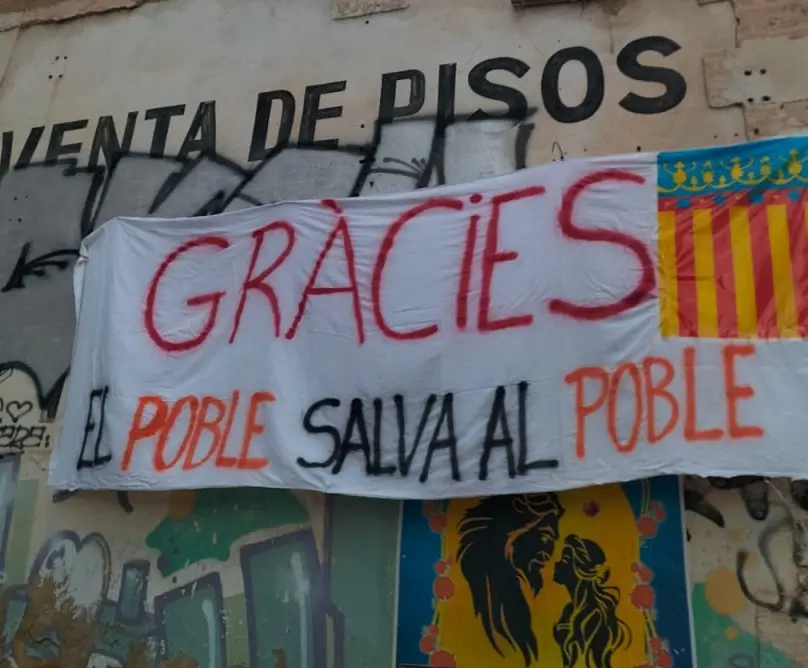 VENTA DE PISOS
GRÀCiES
EL POBLE SALVA AL POBLE